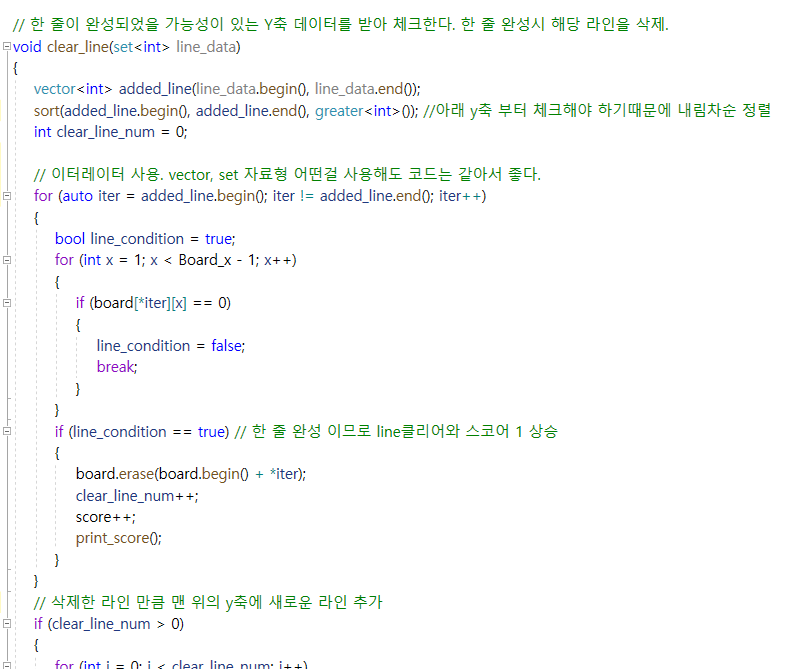 // 한 줄이 완성되었을 가능성이 있는 Y축 데이터를 받아 체크한다. 한 줄 완성시 해당 라인을 삭제.
void clear_line(set<int> line_data)
{
vector<int> added_line(line_data.begin(), line_data.end());
sort(added_line.begin(), added_line.end(), greater<int>()); //아래 y축 부터 체크해야 하기때문에 내림차순 정렬
int clear_line_num = 0;
// 이터레이터 사용. vector, set 자료형 어떤걸 사용해도 코드는 같아서 좋다.
for (auto iter = added_line.begin(); iter != added_line.end(); iter++)
{
bool line_condition = true;
for (int x = 1; x < Board_x - 1; x++)
{
if (board[*iter][x] == 0)
{
line_condition = false;
break;
}
}
if (line_condition == true) // 한 줄 완성 이므로 line클리어와 스코어 1 상승
{
board.erase(board.begin() + *iter);
clear_line_num++;
score++;
print_score();
}
}
// 삭제한 라인 만큼 맨 위의 y축에 새로운 라인 추가
if (clear_line_num > 0)
{
for (int i = 0; i < clear_line_num; i++)